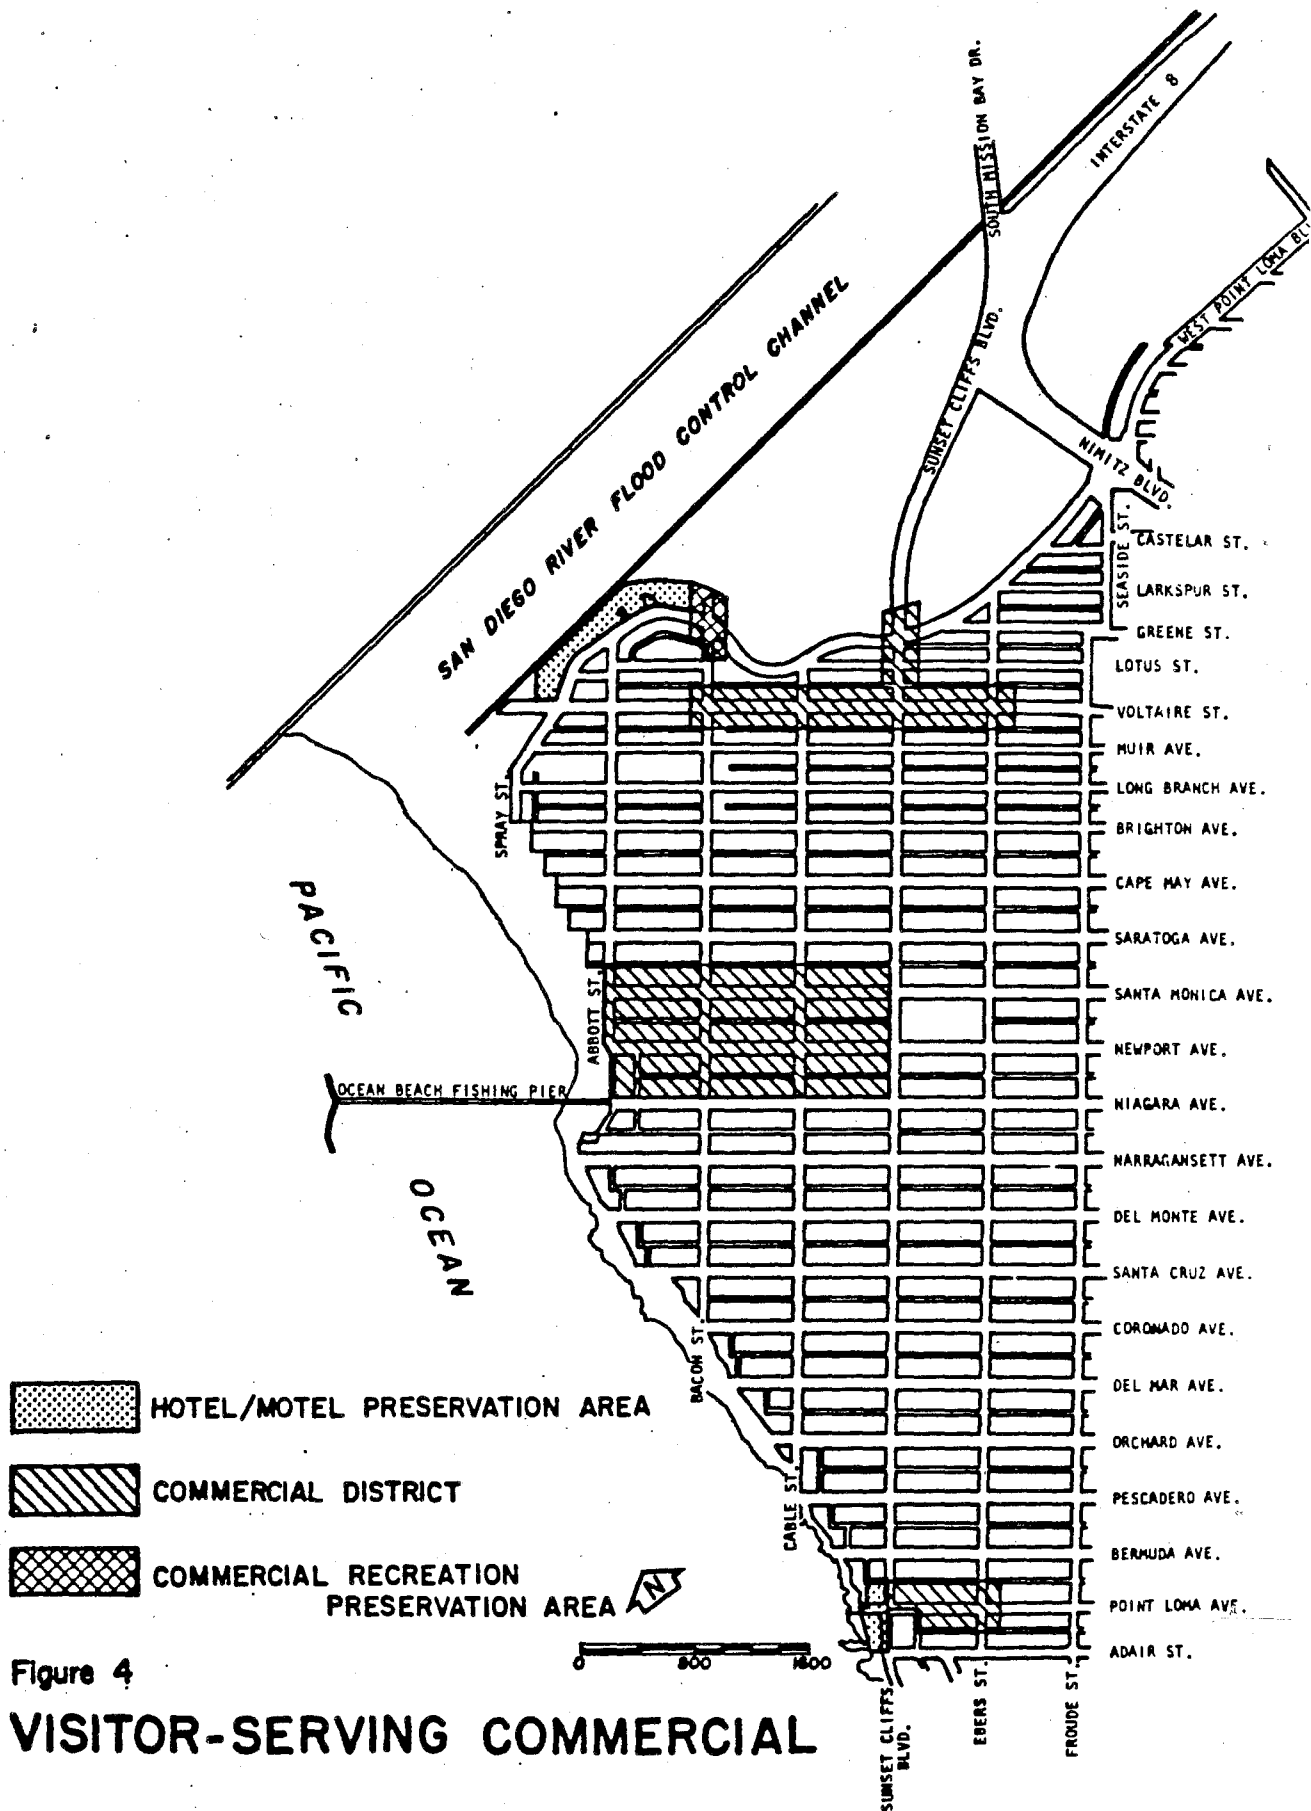 SOUTH MISSION BAY DR.
INTERSTATE 8
WEST POINT LOMA
SAN DIEGO RIVER FLOOD CONTROL CHANNEL
SUNSET CLIFFS BLVD.
NIMITZ BLVD.
SEASIDE ST.
CASTELAR ST.
LARKSPUR ST.
GREENE ST.
LOTUS ST.
VOLTAIRE ST.
MUIR AVE.
LONG BRANCH AVE.
BRIGHTON AVE.
CAPE MAY AVE.
SARATOGA AVE.
SANTA MONICA AVE.
NEWPORT AVE.
NIAGARA AVE.
NARRAGANSETT AVE.
DEL MONTE AVE.
SANTA CRUZ AVE.
CORONADO AVE.
DEL MAR AVE.
ORCHARD AVE.
PESCADERO AVE.
BERMUDA AVE.
POINT LOMA AVE.
ADAIR ST.
SPRAY ST.
ABBOTT ST.
PACIFIC
OCEAN
OCEAN BEACH FISHING PIER
BACON ST.
CABLE ST.
SUNSET CLIFFS
BLVD.
EBERS ST.
FROUDE ST.
HOTEL/MOTEL PRESERVATION AREA
COMMERCIAL DISTRICT
COMMERCIAL RECREATION
PRESERVATION AREA
N
0 800 1600
Figure 4
VISITOR-SERVING COMMERCIAL